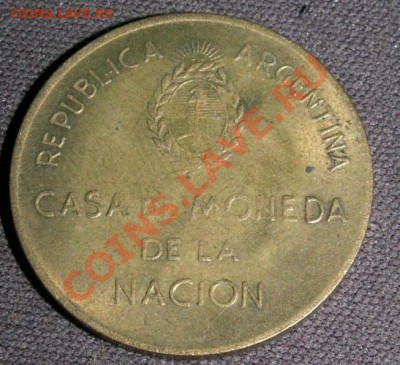 COINS.LAVE.RU
REPUBLICA ARGENTINA
CASA DE MONEDA
DE LA
NACION
COINS.LAVE.RU